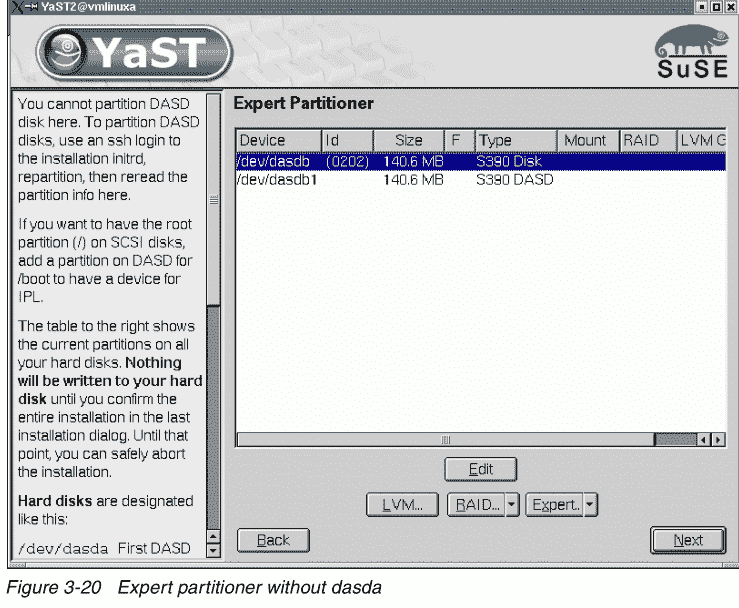 YaST2@vmlinuxa
YaST
SuSE
You cannot partition DASD
disk here. To partition DASD
disks, use an ssh login to
the installation initrd,
repartition, then reread the
partition info here.
If you want to have the root
partition (/) on SCSI disks,
add a partition on DASD for
/boot to have a device for
IPL.
The table to the right shows
the current partitions on all
your hard disks. Nothing
will be written to your hard
disk until you confirm the
entire installation in the last
installation dialog. Until that
point, you can safely abort
the installation.
Hard disks are designated
like this:
/dev/dasda First DASD
Expert Partitioner
Device Id Size F Type Mount RAID LVM G
/dev/dasdb (0202) 140.6 MB S390 Disk
/dev/dasdb1 140.6 MB S390 DASD
Edit
LVM... RAID... Expert..
Back Next
Figure 3-20 Expert partitioner without dasda